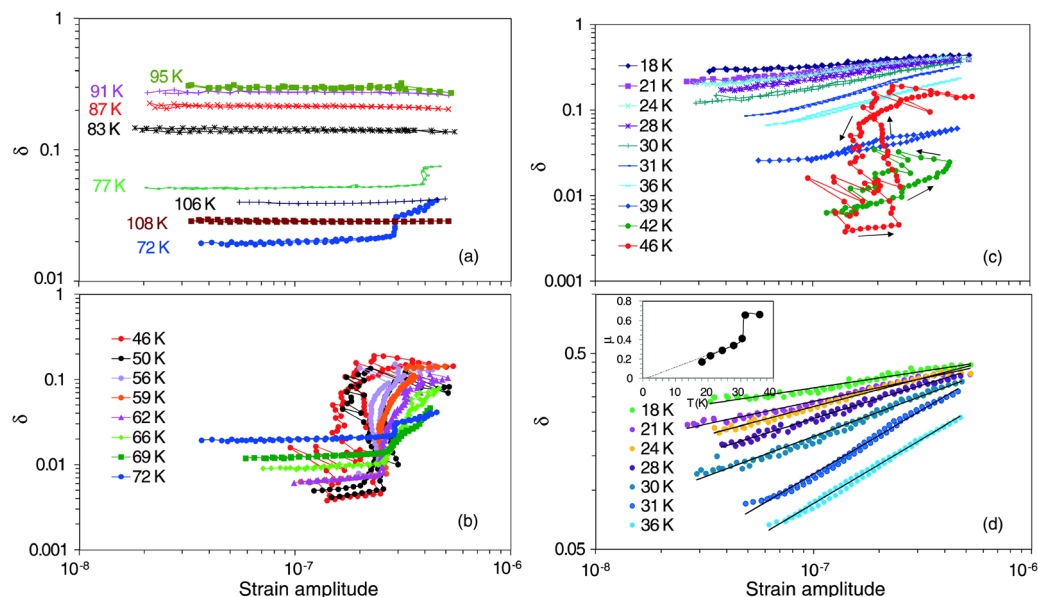 1
95 K
91 K
87 K
83 K
0.1
δ
77 K
106 K
108 K
72 K
(a)
0.01
1
46 K
50 K
56 K
59 K
62 K
66 K
69 K
72 K
0.1
δ
0.01
(b)
0.001
10-8
10-7
10-6
Strain amplitude
1
18 K
21 K
24 K
28 K
30 K
31 K
36 K
39 K
42 K
46 K
0.1
δ
0.01
(c)
0.001
0.8
0.6
0.4
0.2
0
μ
0 10 20 30 40
T(K)
0.5
δ
18 K
21 K
24 K
28 K
30 K
31 K
36 K
(d)
0.05
10-8
10-7
10-6
Strain amplitude